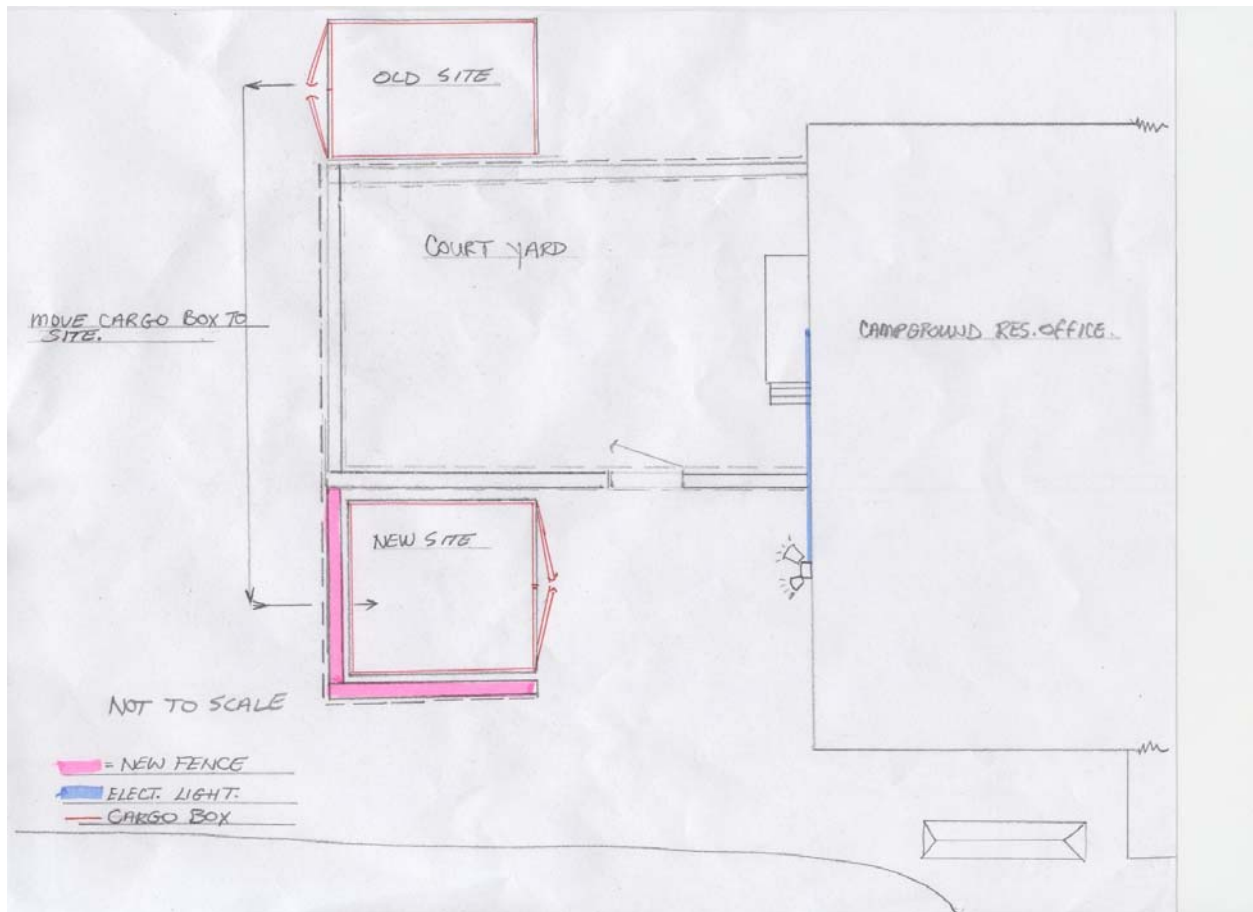 OLD SITE
COURT YARD
MOVE CARGO BOX TO
SITE.
CAMPGROUND RES. OFFICE.
NEW SITE
NOT TO SCALE
= NEW FENCE
ELECT. LIGHT.
CARGO BOX